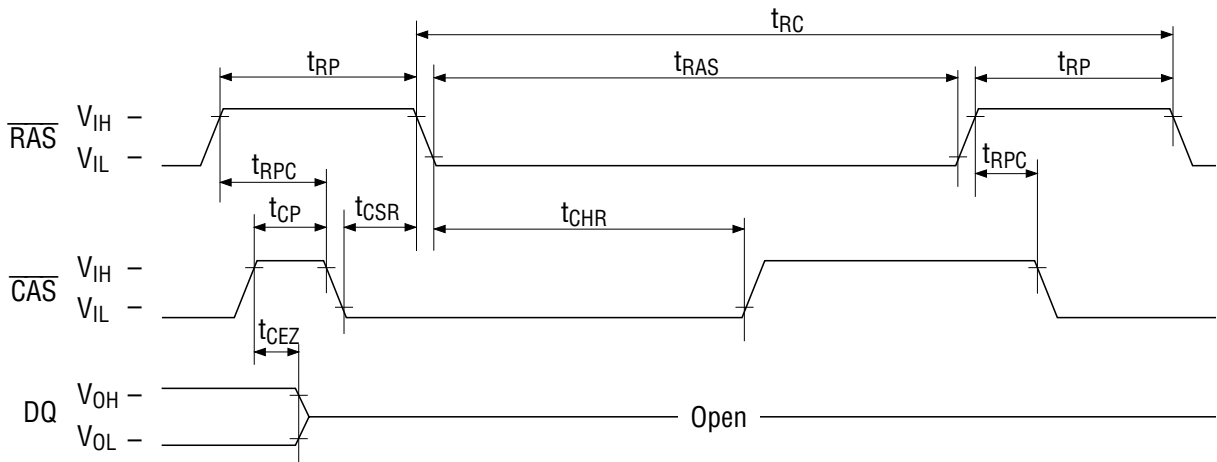 tRC
tRP
tRAS
tRP
RAS
VIH –
VIL –
tRPC
tRPC
tCP
tCSR
tCHR
CAS
VIH –
VIL –
tCEZ
DQ
VOH –
VOL –
Open